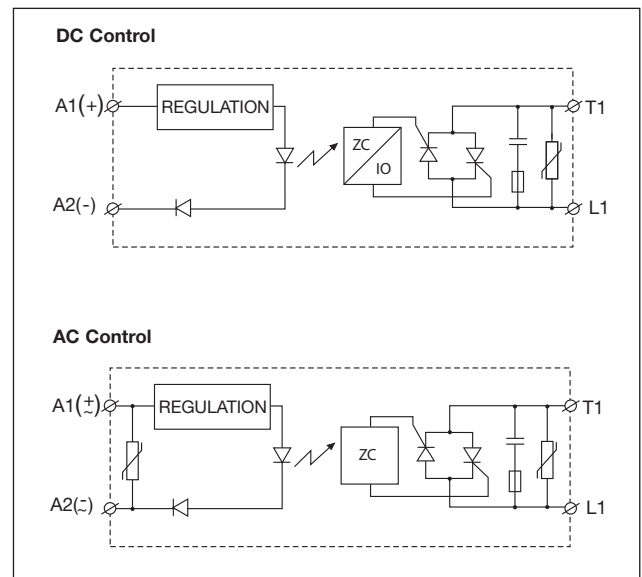 DC Control
A1(+) REGULATION ZC IO T1
A2(-) L1
AC Control
A1(±~) REGULATION ZC T1
A2(-~) L1